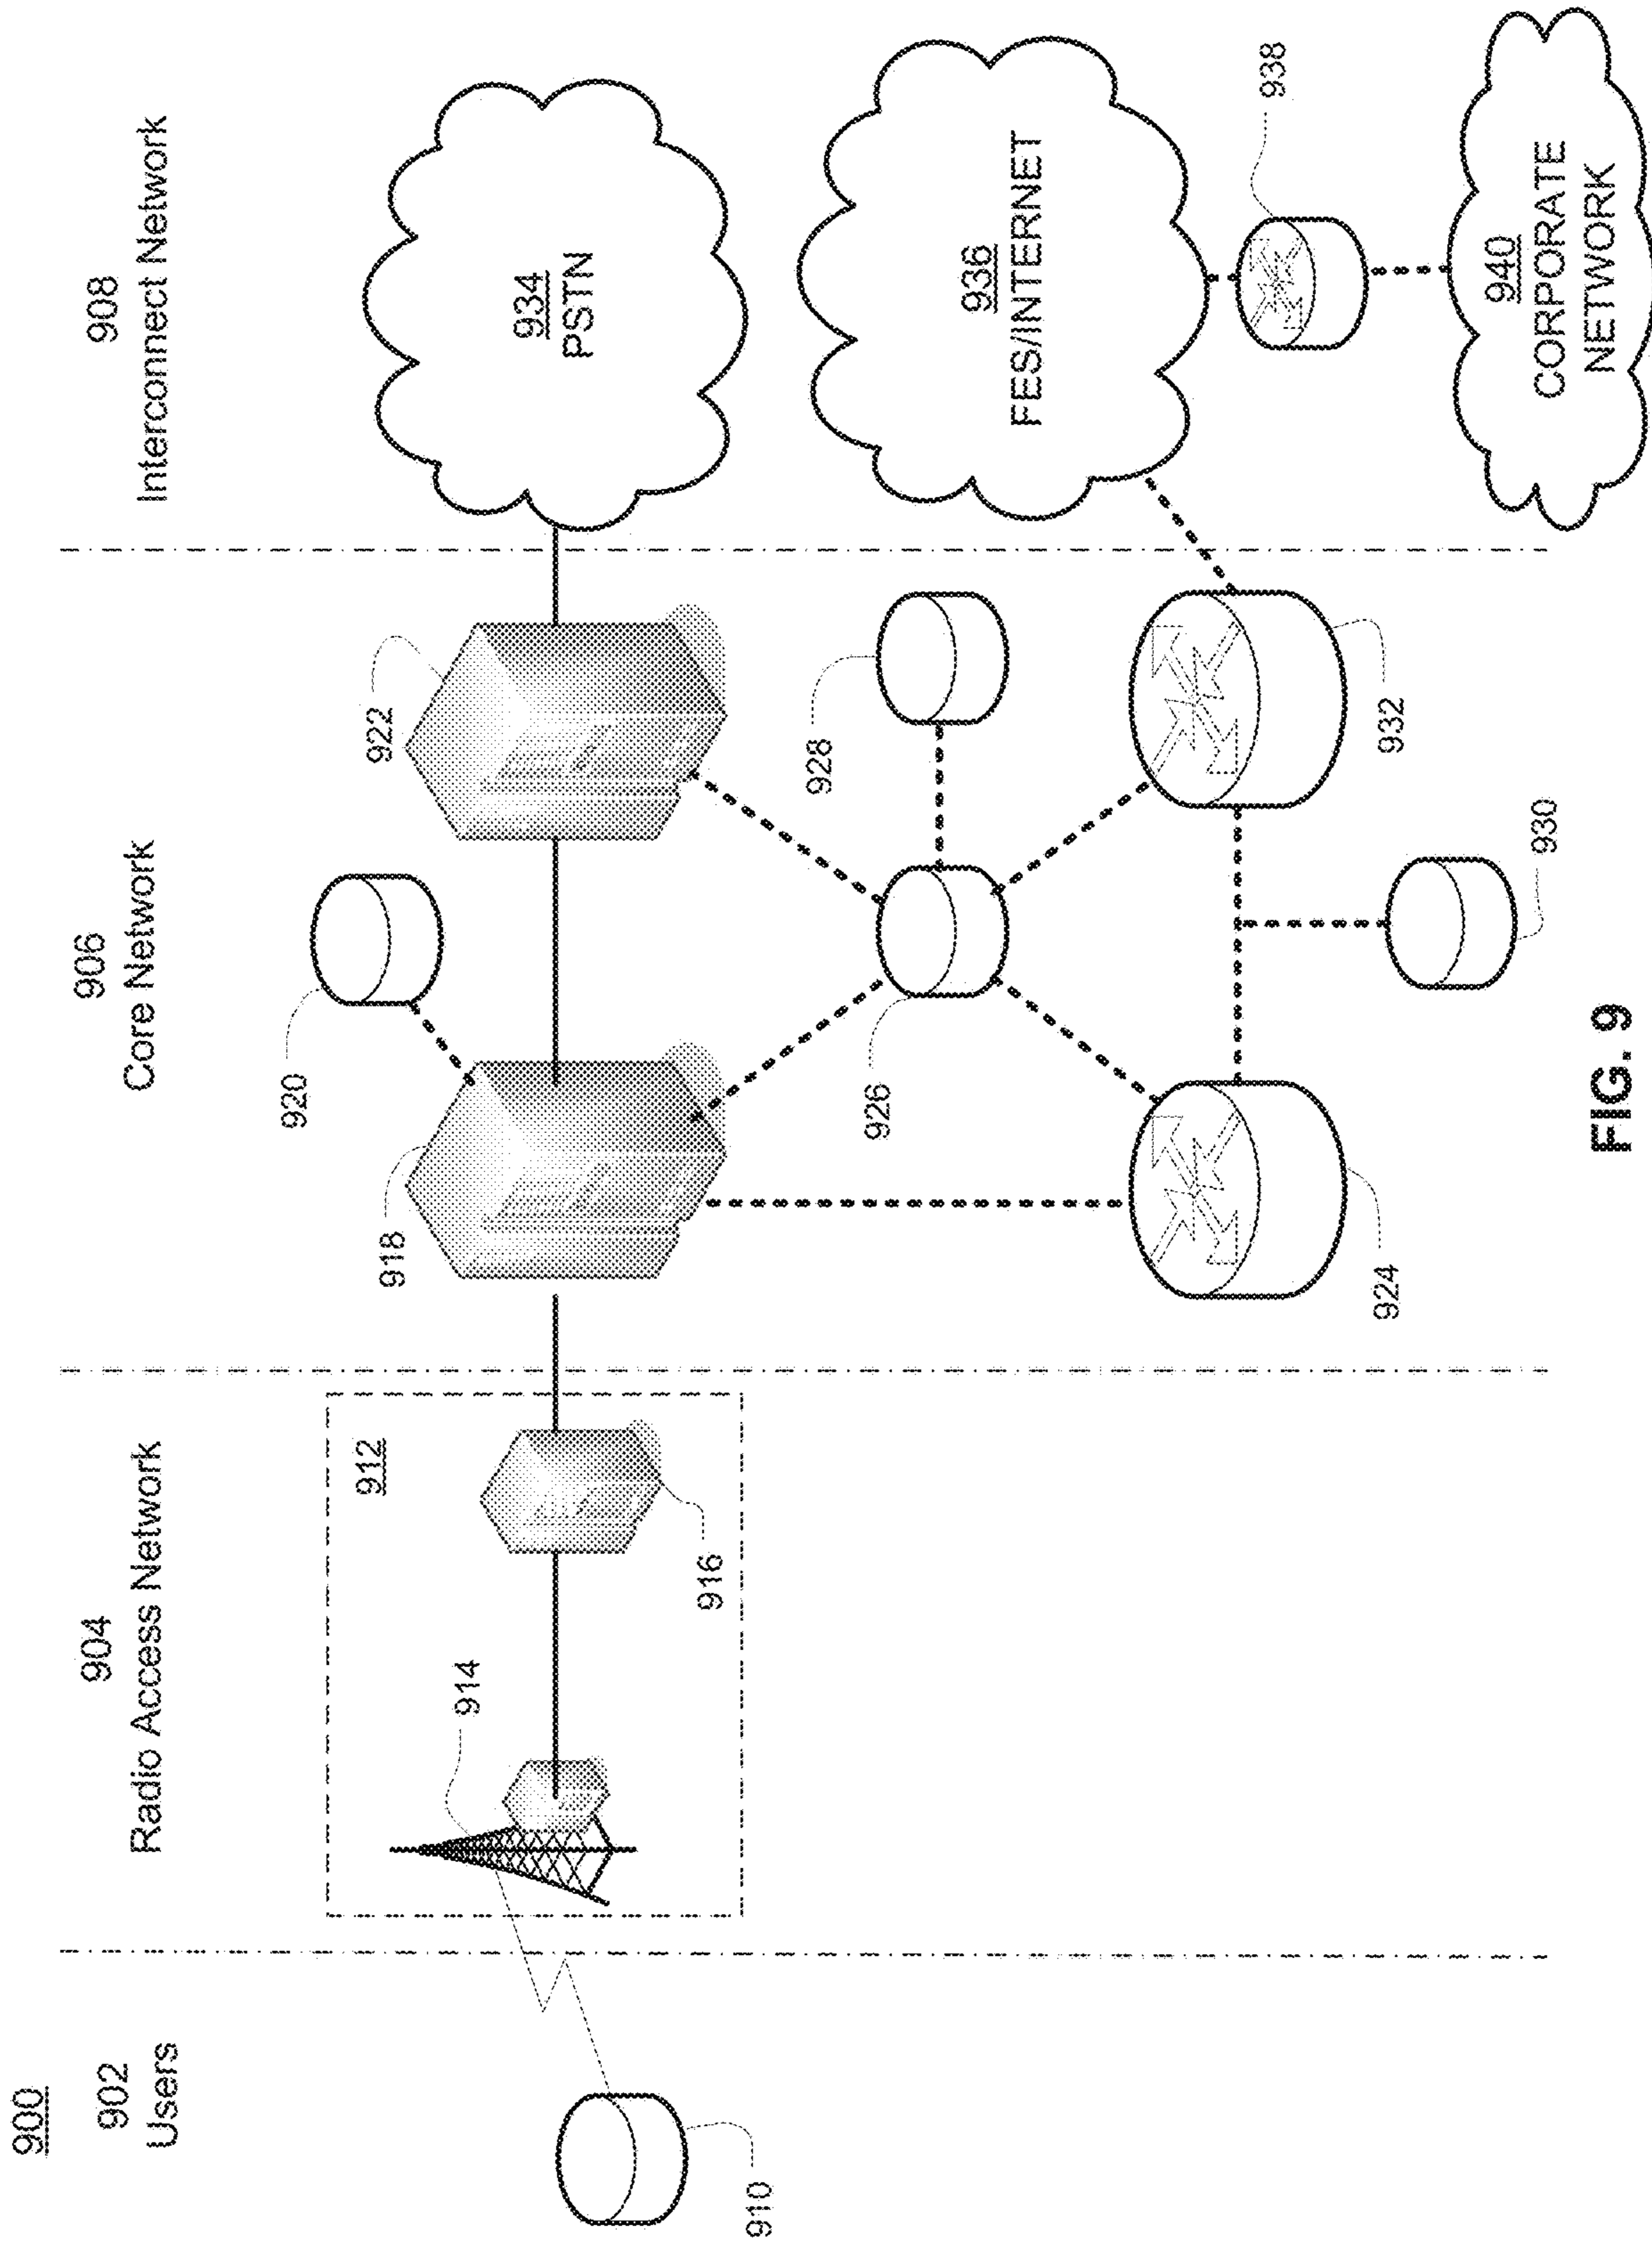 900
902
Users
904
Radio Access Network
906
Core Network
908
Interconnect Network
910
912
914
916
918
920
922
924
926
928
930
932
934
PSTN
936
FES/INTERNET
938
940
CORPORATE
NETWORK
FIG. 9